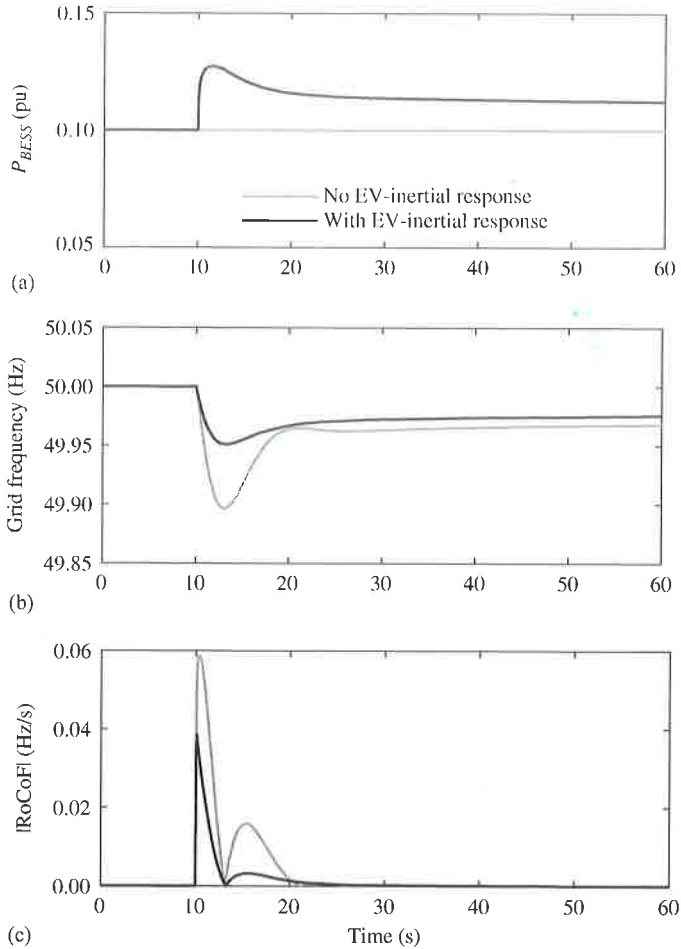 0.15
0.10
0.05
P_BESS (pu)
No EV-inertial response
With EV-inertial response
0 10 20 30 40 50 60
(a)
50.05
50.00
49.95
49.90
49.85
Grid frequency (Hz)
0 10 20 30 40 50 60
(b)
0.06
0.04
0.02
0.00
|RoCoF| (Hz/s)
0 10 20 30 40 50 60
Time (s)
(c)